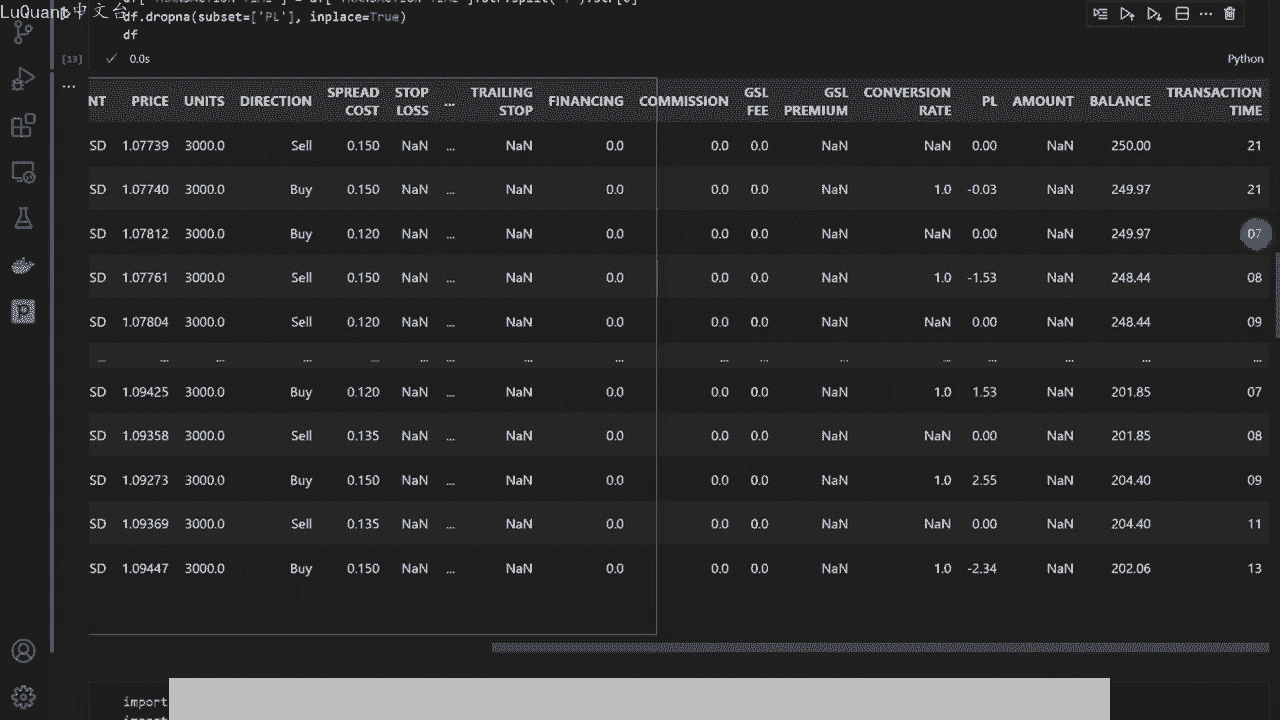 LuQuant中文台
df.dropna(subset=['PL'], inplace=True)
df
[13] 0.0s Python
...
NT PRICE UNITS DIRECTION SPREAD COST STOP LOSS ... TRAILING STOP FINANCING COMMISSION GSL FEE GSL PREMIUM CONVERSION RATE PL AMOUNT BALANCE TRANSACTION TIME
SD 1.07739 3000.0 Sell 0.150 NaN ... NaN 0.0 0.0 0.0 NaN NaN 0.00 NaN 250.00 21
SD 1.07740 3000.0 Buy 0.150 NaN ... NaN 0.0 0.0 0.0 NaN 1.0 -0.03 NaN 249.97 21
SD 1.07812 3000.0 Buy 0.120 NaN ... NaN 0.0 0.0 0.0 NaN NaN 0.00 NaN 249.97 07
SD 1.07761 3000.0 Sell 0.150 NaN ... NaN 0.0 0.0 0.0 NaN 1.0 -1.53 NaN 248.44 08
SD 1.07804 3000.0 Sell 0.120 NaN ... NaN 0.0 0.0 0.0 NaN NaN 0.00 NaN 248.44 09
... ... ... ... ... ... ... ... ... ... ... ... ... ... ... ... ...
SD 1.09425 3000.0 Buy 0.120 NaN ... NaN 0.0 0.0 0.0 NaN 1.0 1.53 NaN 201.85 07
SD 1.09358 3000.0 Sell 0.135 NaN ... NaN 0.0 0.0 0.0 NaN NaN 0.00 NaN 201.85 08
SD 1.09273 3000.0 Buy 0.150 NaN ... NaN 0.0 0.0 0.0 NaN 1.0 2.55 NaN 204.40 09
SD 1.09369 3000.0 Sell 0.135 NaN ... NaN 0.0 0.0 0.0 NaN NaN 0.00 NaN 204.40 11
SD 1.09447 3000.0 Buy 0.150 NaN ... NaN 0.0 0.0 0.0 NaN 1.0 -2.34 NaN 202.06 13
import